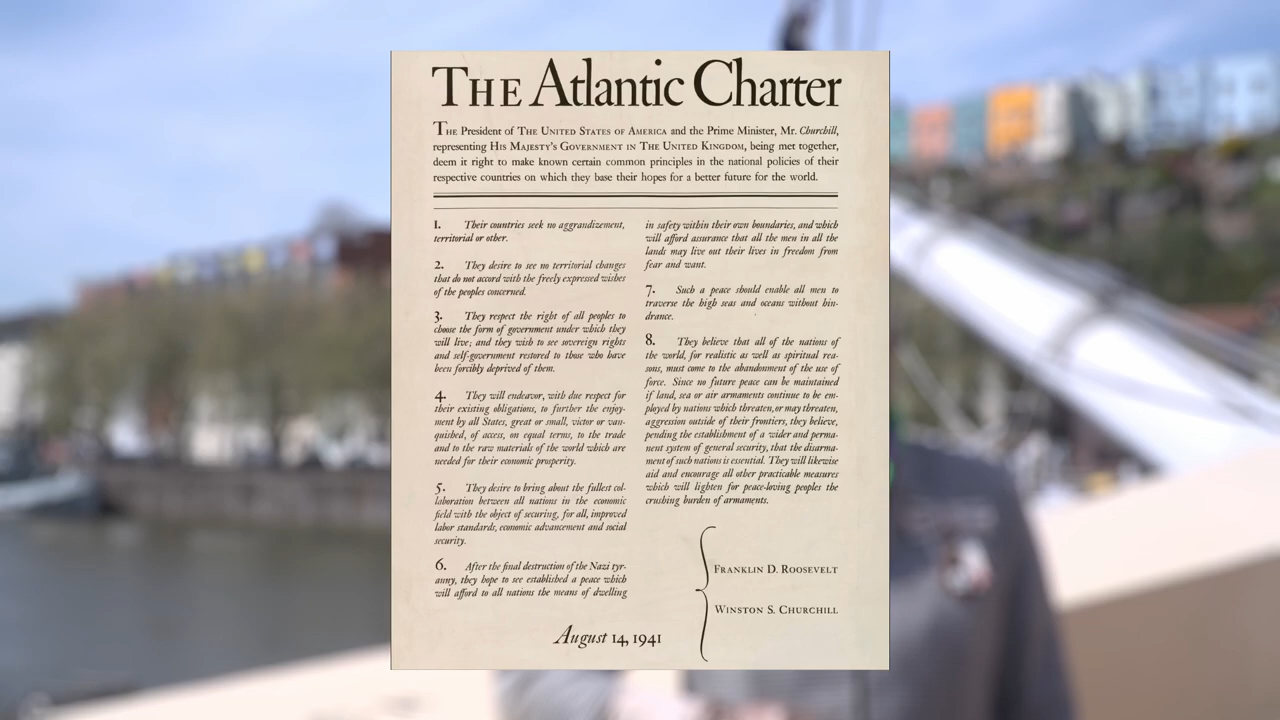 THE Atlantic Charter
THE President of THE UNITED STATES OF AMERICA and the Prime Minister, Mr. Churchill,
representing HIS MAJESTY'S GOVERNMENT IN THE UNITED KINGDOM, being met together,
deem it right to make known certain common principles in the national policies of their
respective countries on which they base their hopes for a better future for the world.
1. Their countries seek no aggrandizement,
territorial or other.
2. They desire to see no territorial changes
that do not accord with the freely expressed wishes
of the peoples concerned.
3. They respect the right of all peoples to
choose the form of government under which they
will live; and they wish to see sovereign rights
and self-government restored to those who have
been forcibly deprived of them.
4. They will endeavor, with due respect for
their existing obligations, to further the enjoy-
ment by all States, great or small, victor or van-
quished, of access, on equal terms, to the trade
and to the raw materials of the world which are
needed for their economic prosperity.
5. They desire to bring about the fullest col-
laboration between all nations in the economic
field with the object of securing, for all, improved
labor standards, economic advancement and social
security.
6. After the final destruction of the Nazi tyr-
anny, they hope to see established a peace which
will afford to all nations the means of dwelling
in safety within their own boundaries, and which
will afford assurance that all the men in all the
lands may live out their lives in freedom from
fear and want.
7. Such a peace should enable all men to
traverse the high seas and oceans without hin-
drance.
8. They believe that all of the nations of
the world, for realistic as well as spiritual rea-
sons, must come to the abandonment of the use of
force. Since no future peace can be maintained
if land, sea or air armaments continue to be em-
ployed by nations which threaten, or may threaten,
aggression outside of their frontiers, they believe,
pending the establishment of a wider and perma-
nent system of general security, that the disarma-
ment of such nations is essential. They will likewise
aid and encourage all other practicable measures
which will lighten for peace-loving peoples the
crushing burden of armaments.
FRANKLIN D. ROOSEVELT
WINSTON S. CHURCHILL
August 14, 1941